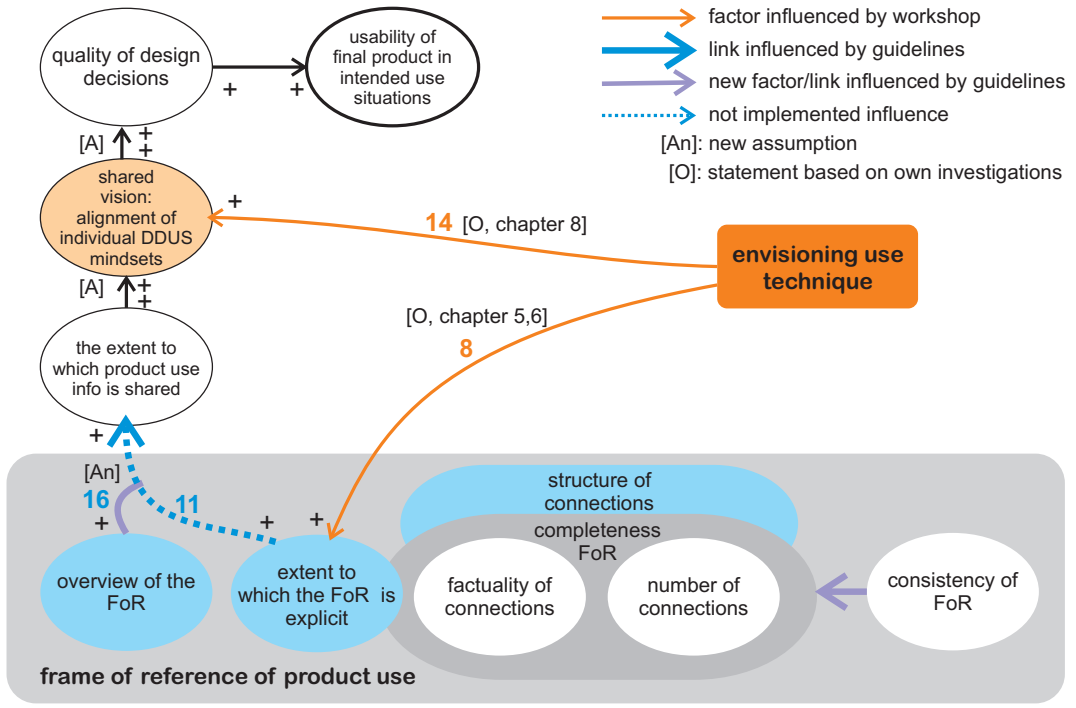 factor influenced by workshop
link influenced by guidelines
new factor/link influenced by guidelines
not implemented influence
[An]: new assumption
[O]: statement based on own investigations
quality of design
decisions
+
+
usability of
final product in
intended use
situations
[A]
+
+
shared
vision:
alignment of
individual DDUS
mindsets
+
14 [O, chapter 8]
envisioning use
technique
[A]
+
+
[O, chapter 5,6]
8
the extent to
which product use
info is shared
+
[An]
16
11
+
+
+
structure of
connections
completeness
FoR
overview of the
FoR
extent to
which the FoR is
explicit
factuality of
connections
number of
connections
consistency of
FoR
frame of reference of product use